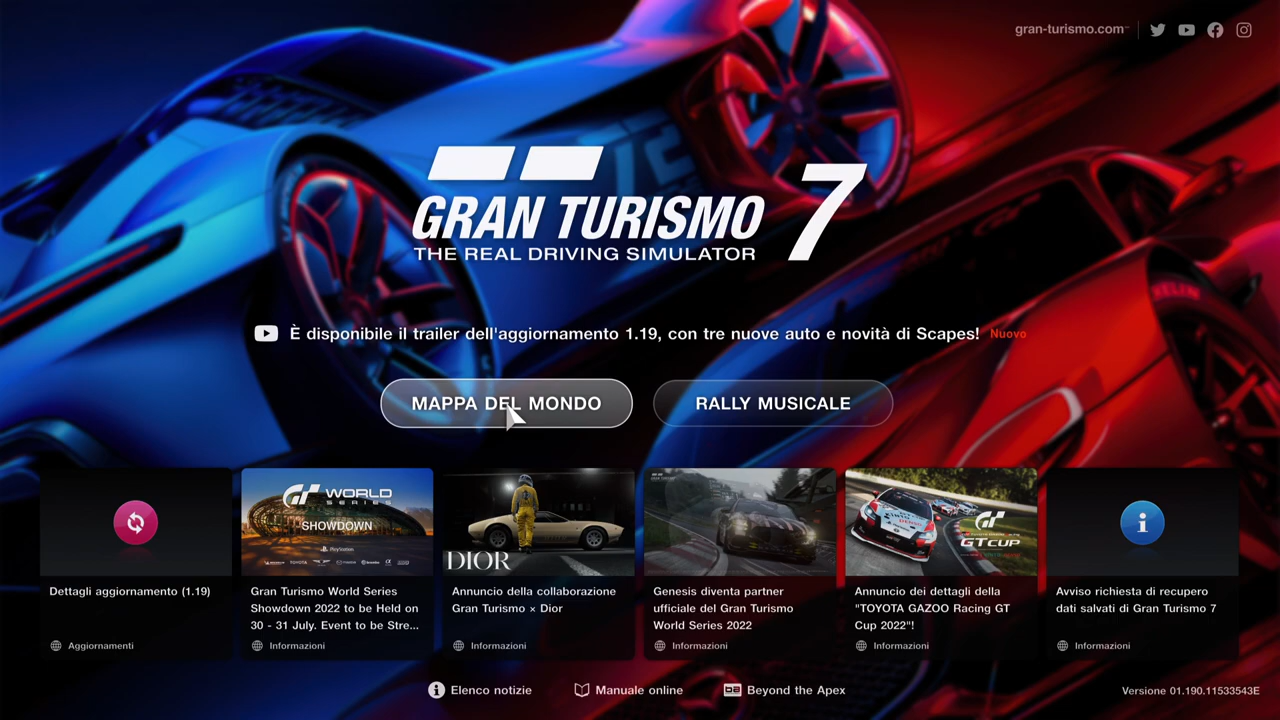 gran-turismo.com
GRAN TURISMO 7
THE REAL DRIVING SIMULATOR
È disponibile il trailer dell'aggiornamento 1.19, con tre nuove auto e novità di Scapes! Nuovo
MAPPA DEL MONDO
RALLY MUSICALE
Dettagli aggiornamento (1.19)
Aggiornamenti
GT WORLD
SERIES
SHOWDOWN
PlayStation
Gran Turismo World Series
Showdown 2022 to be Held on
30 - 31 July. Event to be Stre...
Informazioni
DIOR
Annuncio della collaborazione
Gran Turismo × Dior
Informazioni
Genesis diventa partner
ufficiale del Gran Turismo
World Series 2022
Informazioni
GT CUP
Annuncio dei dettagli della
"TOYOTA GAZOO Racing GT
Cup 2022"!
Informazioni
Avviso richiesta di recupero
dati salvati di Gran Turismo 7
Informazioni
Elenco notizie
Manuale online
Beyond the Apex
Versione 01.190.11533543E